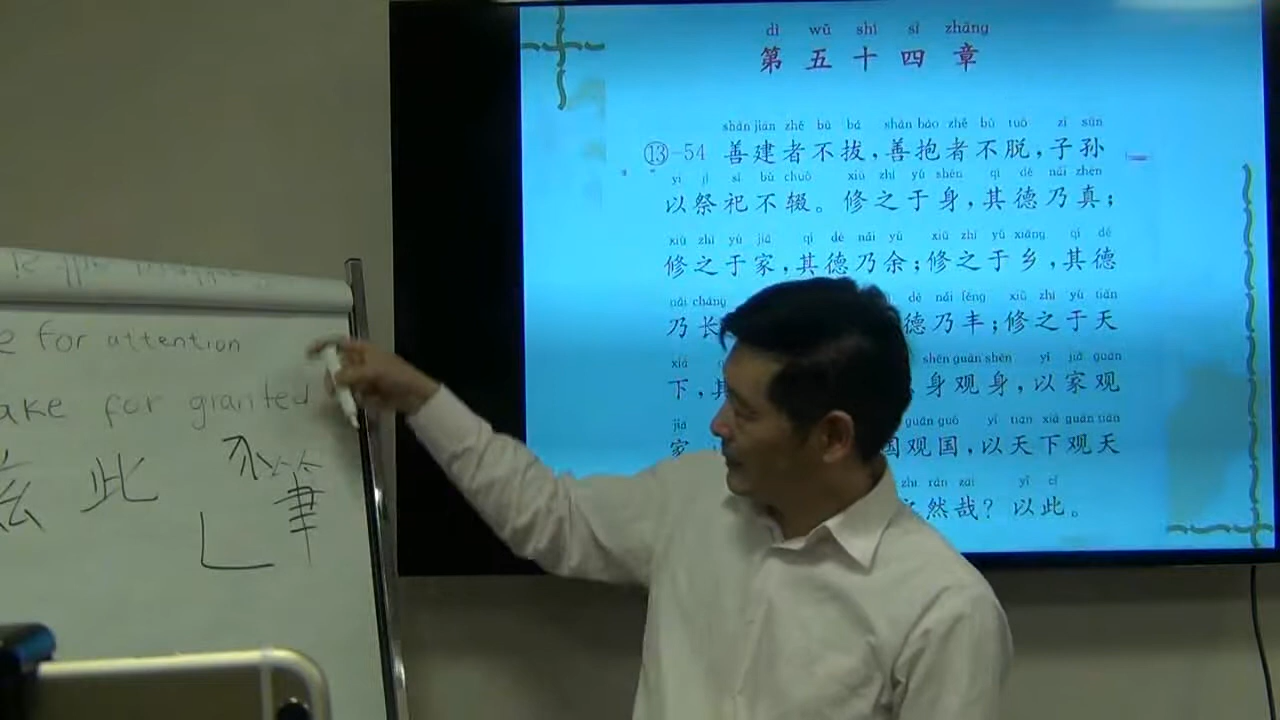 dì wǔ shí sì zhāng
第五十四章
shàn jiàn zhě bù bá shàn bào zhě bù tuō zǐ sūn
⑬-54 善建者不拔,善抱者不脱,子孙
yǐ jì sì bù chuò xiū zhī yú shēn qí dé nǎi zhēn
以祭祀不辍。修之于身,其德乃真;
xiū zhī yú jiā qí dé nǎi yú xiū zhī yú xiāng qí dé
修之于家,其德乃余;修之于乡,其德
nǎi cháng dé nǎi fēng xiū zhī yú tiān
乃长 德乃丰;修之于天
xià
下,其 身观身,以家观
shēn guān shēn yǐ jiā guān
jiā guān guó yǐ tiān xià guān tiān
家 国观国,以天下观天
zhī rán zāi yǐ cǐ
然哉?以此。
for attention
ake for granted
此 筆